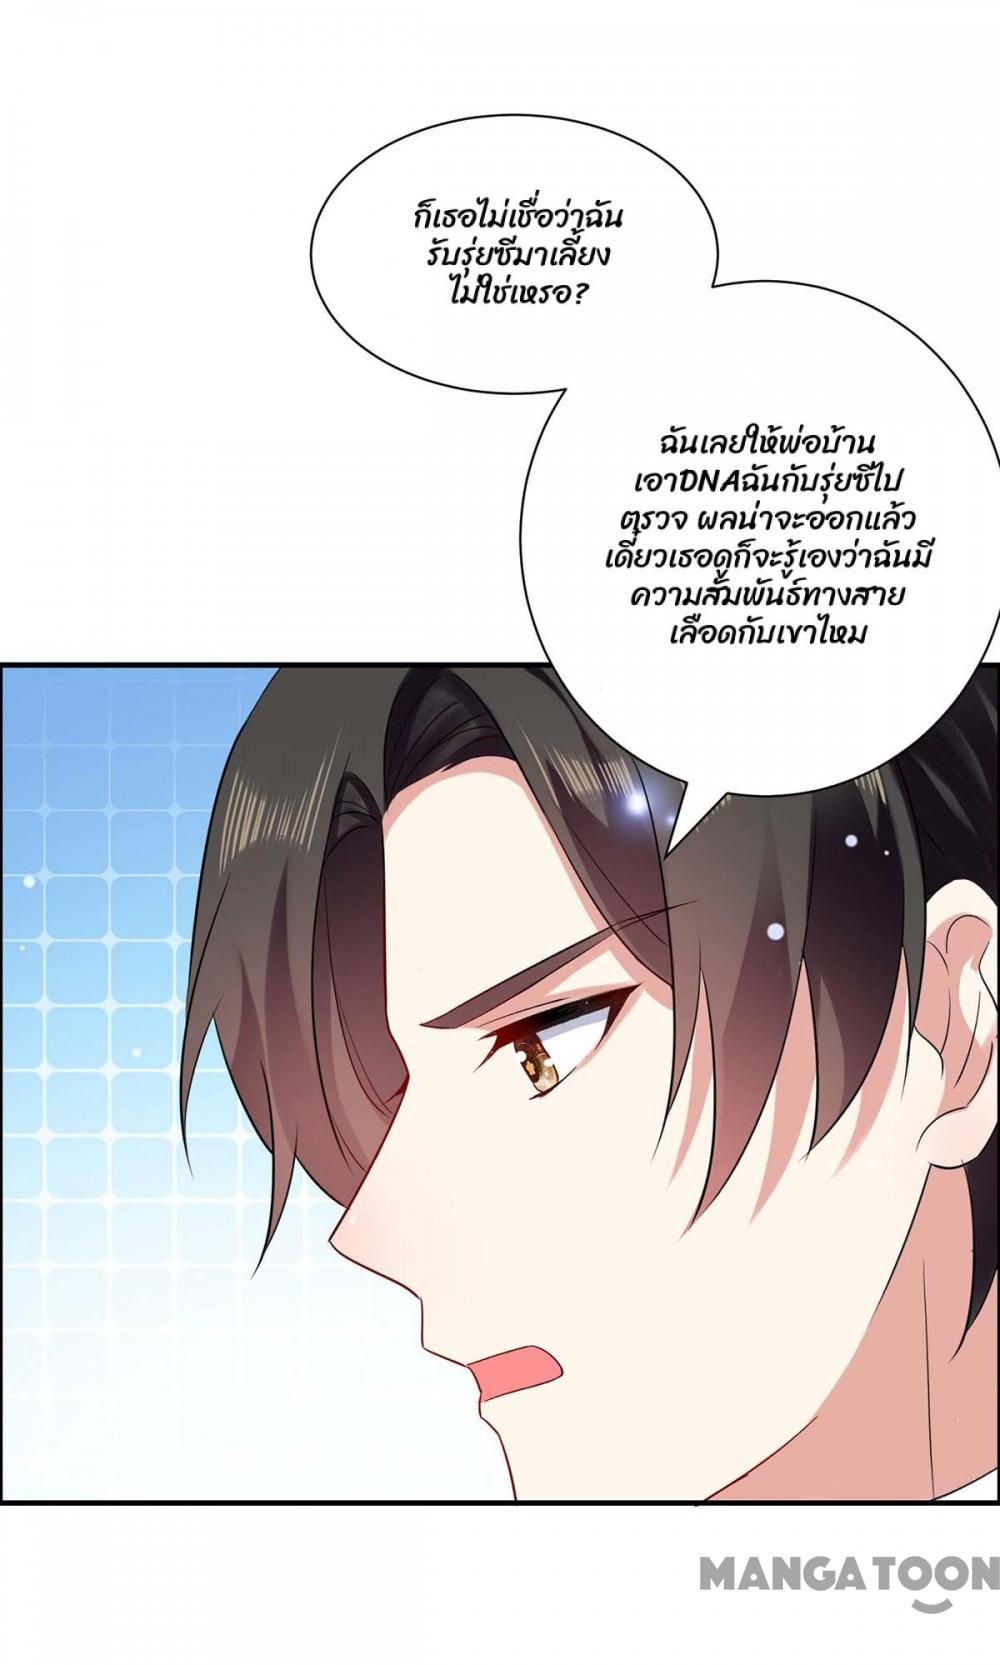 ก็เธอไม่เชื่อว่าฉัน
รับรุ่ยซีมาเลี้ยง
ไม่ใช่เหรอ?
ฉันเลยให้พ่อบ้าน
เอาDNAฉันกับรุ่ยซีไป
ตรวจ ผลน่าจะออกแล้ว
เดี๋ยวเธอดูก็จะรู้เองว่าฉันมี
ความสัมพันธ์ทางสาย
เลือดกับเขาไหม
MANGATOON